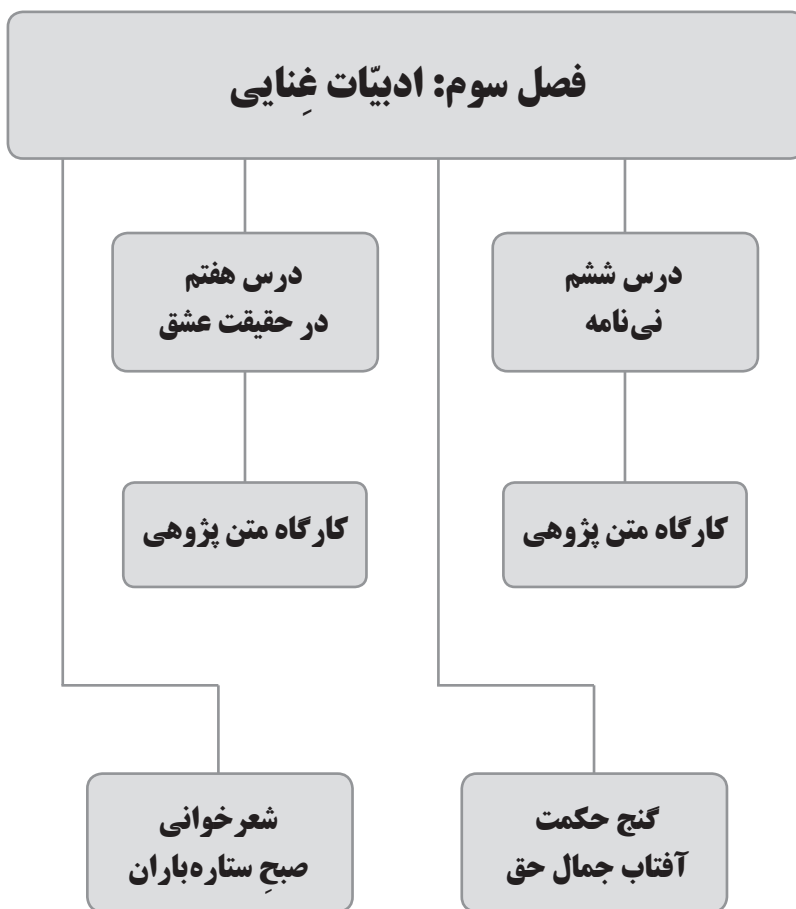 فصل سوم: ادبیّات غِنایی
درس ششم
نی‌نامه
کارگاه متن پژوهی
گنج حکمت
آفتاب جمال حق
درس هفتم
در حقیقت عشق
کارگاه متن پژوهی
شعرخوانی
صبحِ ستاره‌باران